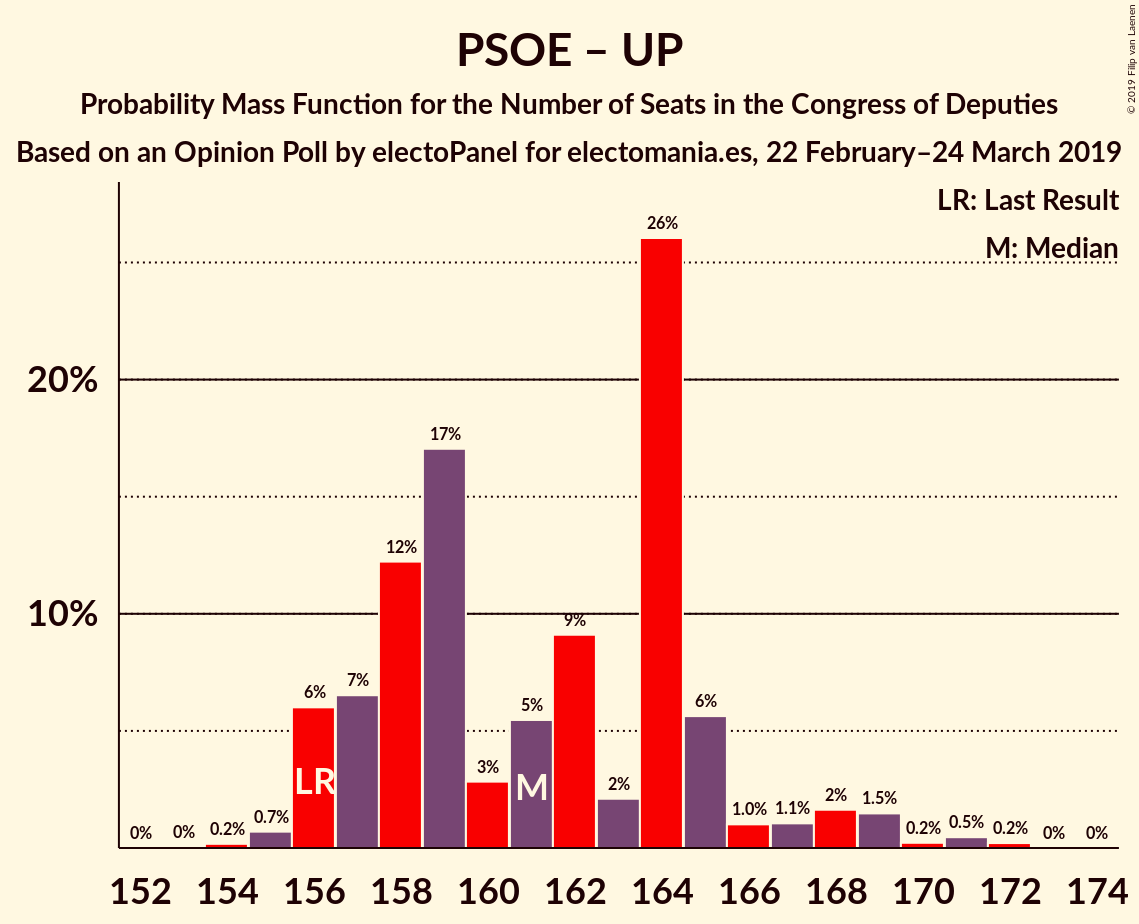 PSOE – UP
Probability Mass Function for the Number of Seats in the Congress of Deputies
Based on an Opinion Poll by electoPanel for electomania.es, 22 February–24 March 2019
© 2019 Filip van Laenen
LR: Last Result
M: Median
20%
10%
0% 0% 0.2% 0.7% 6% 7% 12% 17% 3% 5% 9% 2% 26% 6% 1.0% 1.1% 2% 1.5% 0.2% 0.5% 0.2% 0% 0%
LR M
152 154 156 158 160 162 164 166 168 170 172 174